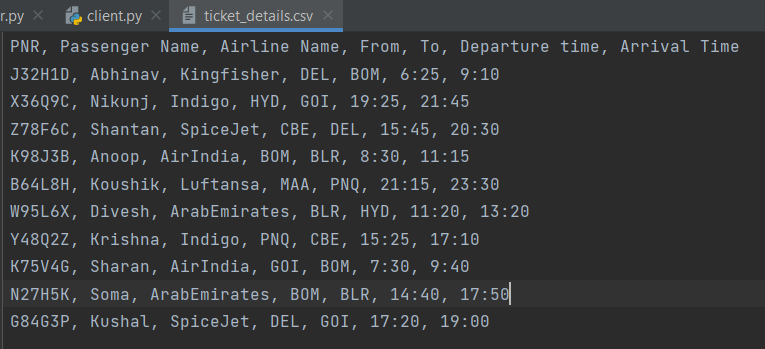 r.py client.py ticket_details.csv
PNR, Passenger Name, Airline Name, From, To, Departure time, Arrival Time
J32H1D, Abhinav, Kingfisher, DEL, BOM, 6:25, 9:10
X36Q9C, Nikunj, Indigo, HYD, GOI, 19:25, 21:45
Z78F6C, Shantan, SpiceJet, CBE, DEL, 15:45, 20:30
K98J3B, Anoop, AirIndia, BOM, BLR, 8:30, 11:15
B64L8H, Koushik, Luftansa, MAA, PNQ, 21:15, 23:30
W95L6X, Divesh, ArabEmirates, BLR, HYD, 11:20, 13:20
Y48Q2Z, Krishna, Indigo, PNQ, CBE, 15:25, 17:10
K75V4G, Sharan, AirIndia, GOI, BOM, 7:30, 9:40
N27H5K, Soma, ArabEmirates, BOM, BLR, 14:40, 17:50
G84G3P, Kushal, SpiceJet, DEL, GOI, 17:20, 19:00